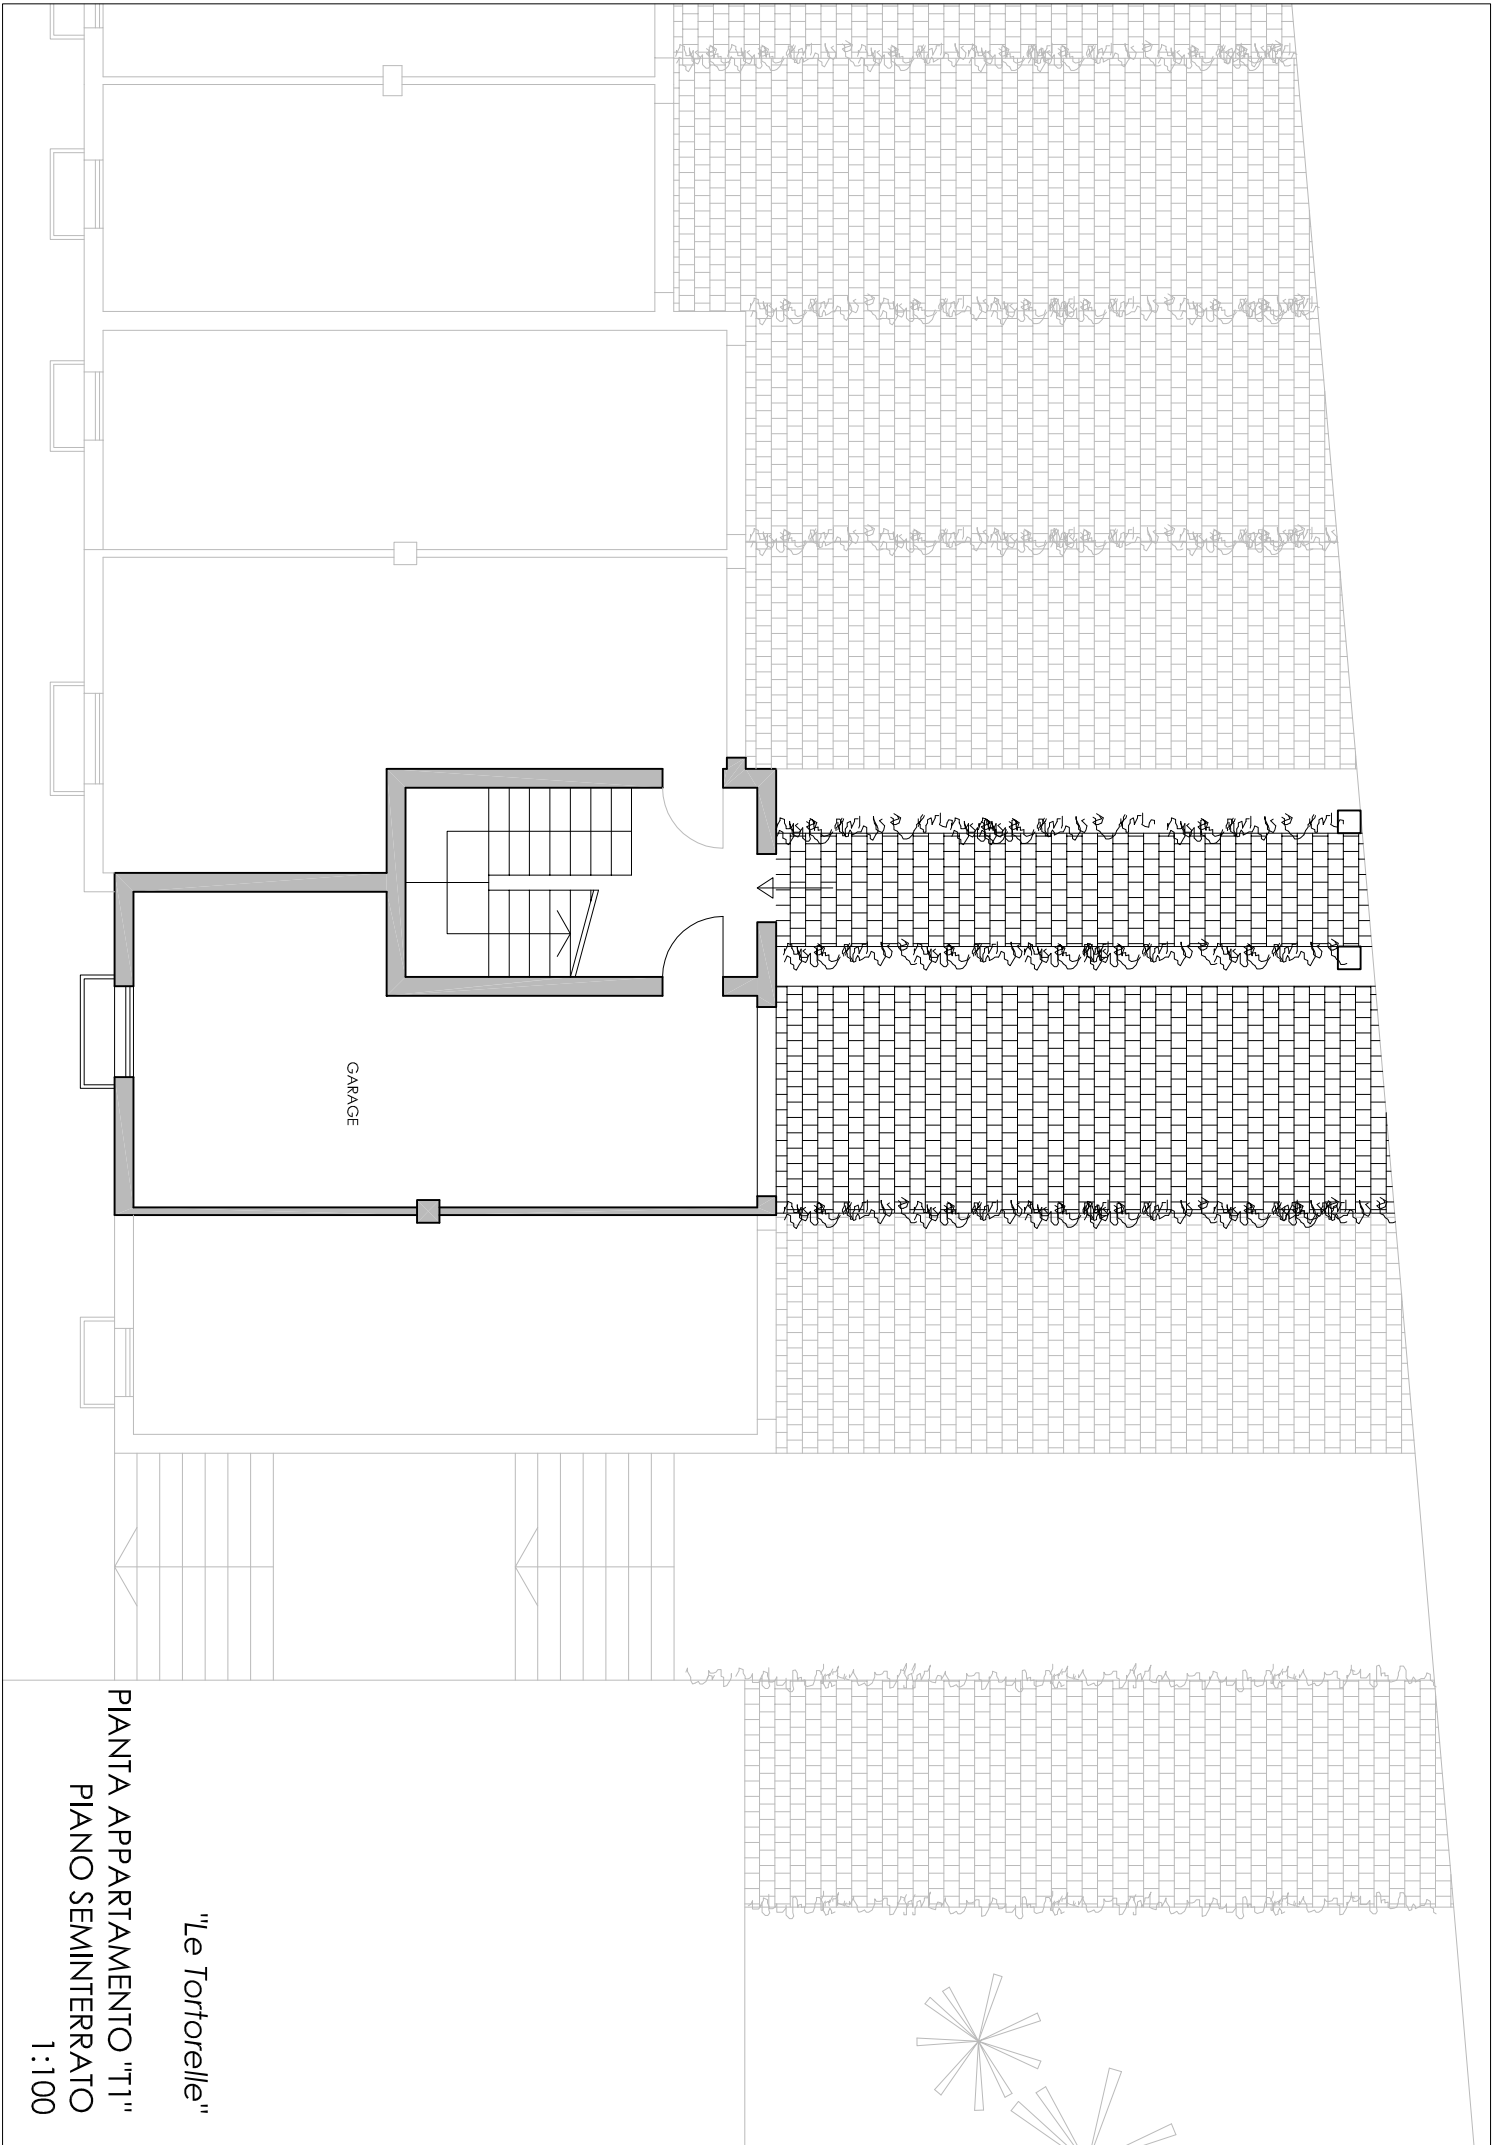 GARAGE
"Le Tortorelle"
PIANTA APPARTAMENTO "T1"
PIANO SEMINTERRATO
1:100